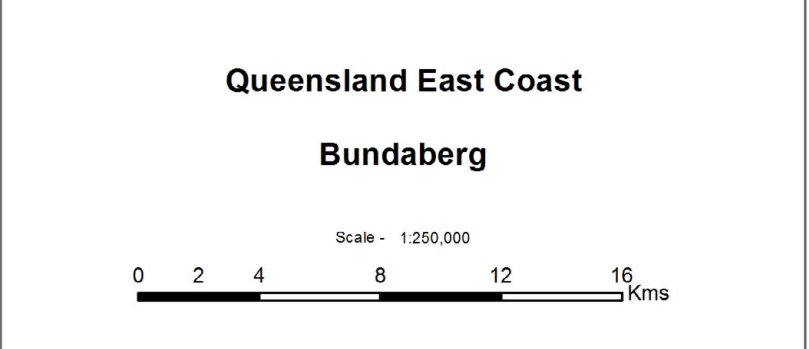 Queensland East Coast
Bundaberg
Scale - 1:250,000
0 2 4 8 12 16
Kms